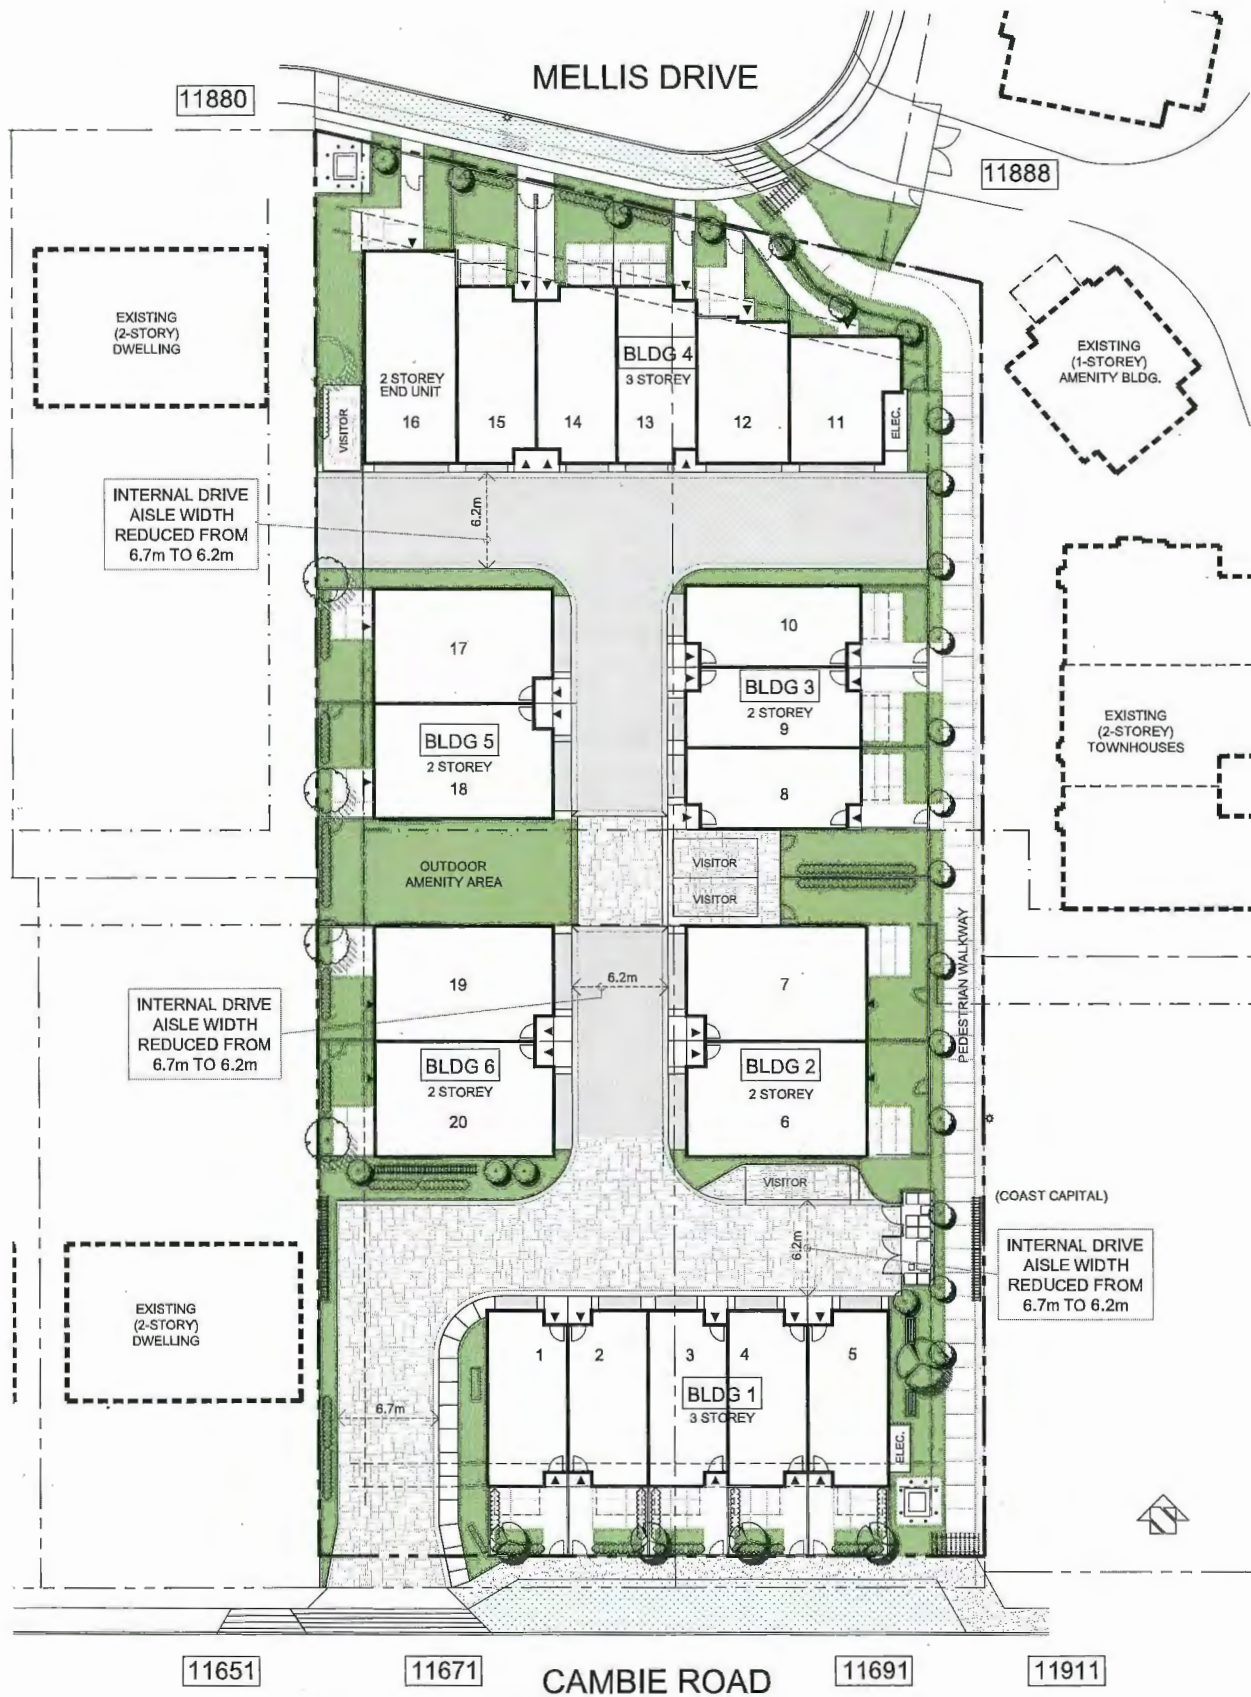 MELLIS DRIVE
11880
11888
EXISTING
(2-STORY)
DWELLING
EXISTING
(1-STOREY)
AMENITY BLDG.
BLDG 4
3 STOREY
2 STOREY
END UNIT
16
15
14
13
12
11
VISITOR
ELEC.
INTERNAL DRIVE
AISLE WIDTH
REDUCED FROM
6.7m TO 6.2m
6.2m
17
10
BLDG 3
2 STOREY
9
BLDG 5
2 STOREY
18
8
EXISTING
(2-STOREY)
TOWNHOUSES
OUTDOOR
AMENITY AREA
VISITOR
VISITOR
PEDESTRIAN WALKWAY
19
6.2m
7
INTERNAL DRIVE
AISLE WIDTH
REDUCED FROM
6.7m TO 6.2m
BLDG 6
2 STOREY
20
BLDG 2
2 STOREY
6
VISITOR
(COAST CAPITAL)
6.2m
INTERNAL DRIVE
AISLE WIDTH
REDUCED FROM
6.7m TO 6.2m
EXISTING
(2-STORY)
DWELLING
1
2
3
4
5
BLDG 1
3 STOREY
6.7m
ELEC.
11651
11671
CAMBIE ROAD
11691
11911